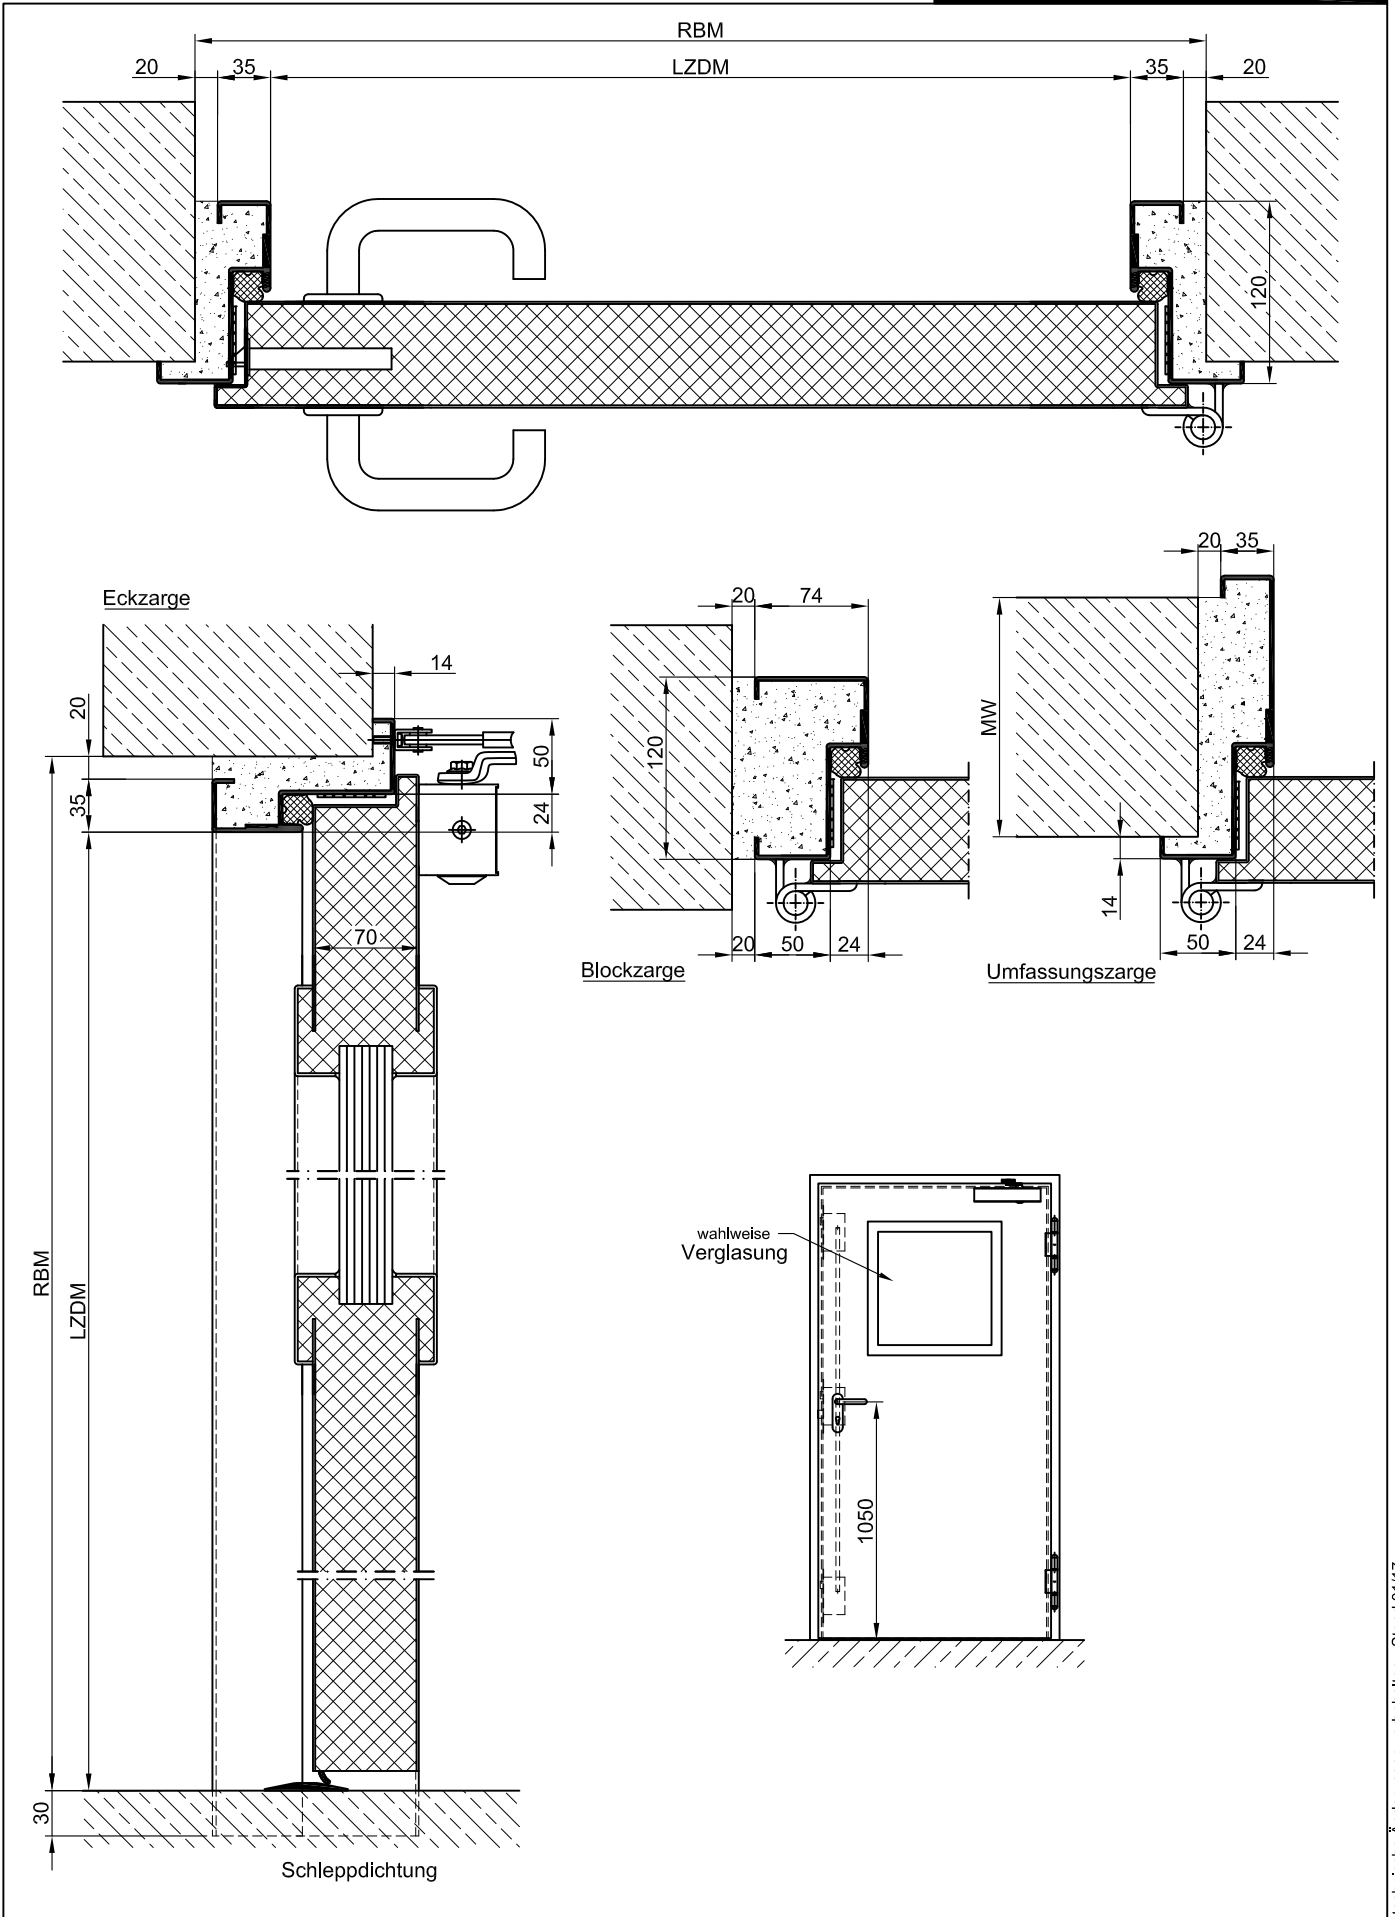 RBM
20 35 LZDM 35 20
120
20 35
Eckzarge
20 74
14
20
50
MW
120
35
24
14
70
20 50 24
50 24
Blockzarge
Umfassungszarge
wahlweise
Verglasung
RBM
LZDM
1050
30
Schleppdichtung